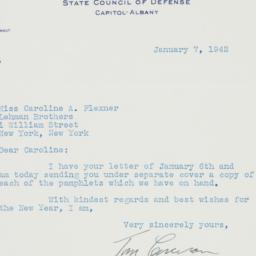 STATE COUNCIL OF DEFENSE
CAPITOL-ALBANY
January 7, 1942
Miss Caroline A. Flexner
Lehman Brothers
1 William Street
New York, New York
Dear Caroline:
I have your letter of January 6th and
am today sending you under separate cover a copy of
each of the pamphlets which we have on hand.
With kindest regards and best wishes for
the New Year, I am,
Very sincerely yours,